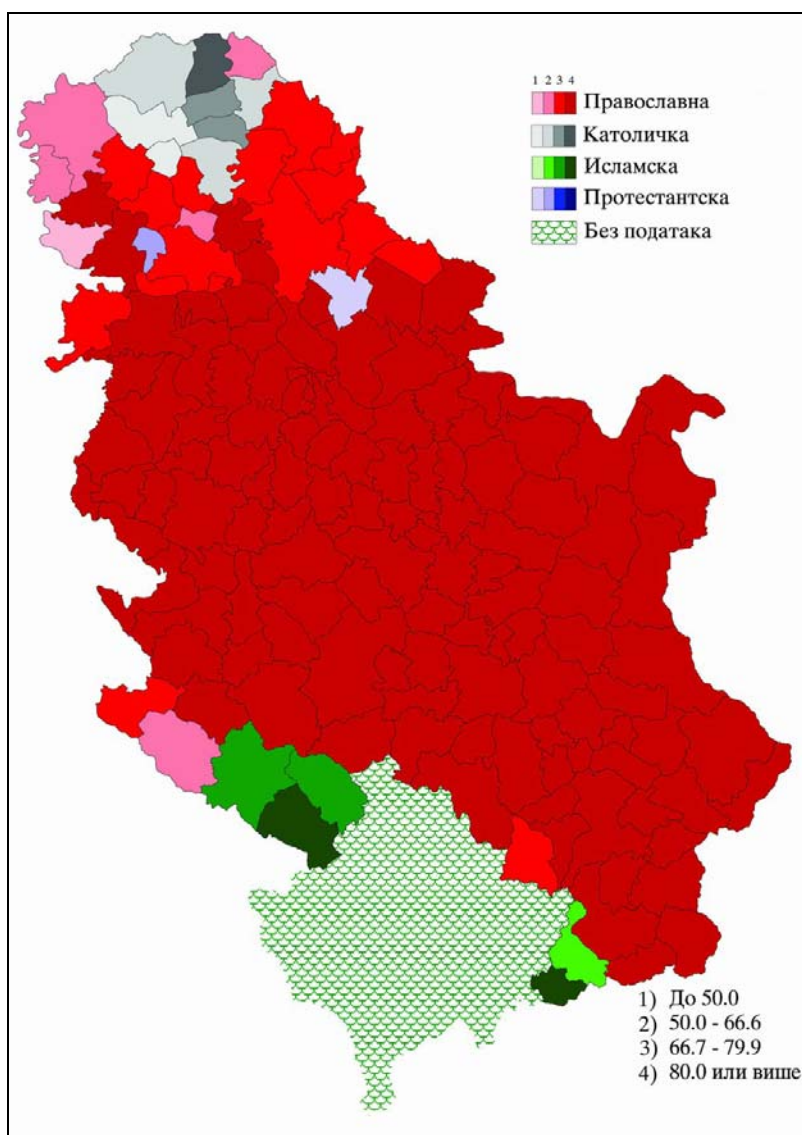 1 2 3 4
Православна
Католичка
Исламска
Протестантска
Без података
1) До 50.0
2) 50.0 - 66.6
3) 66.7 - 79.9
4) 80.0 или више